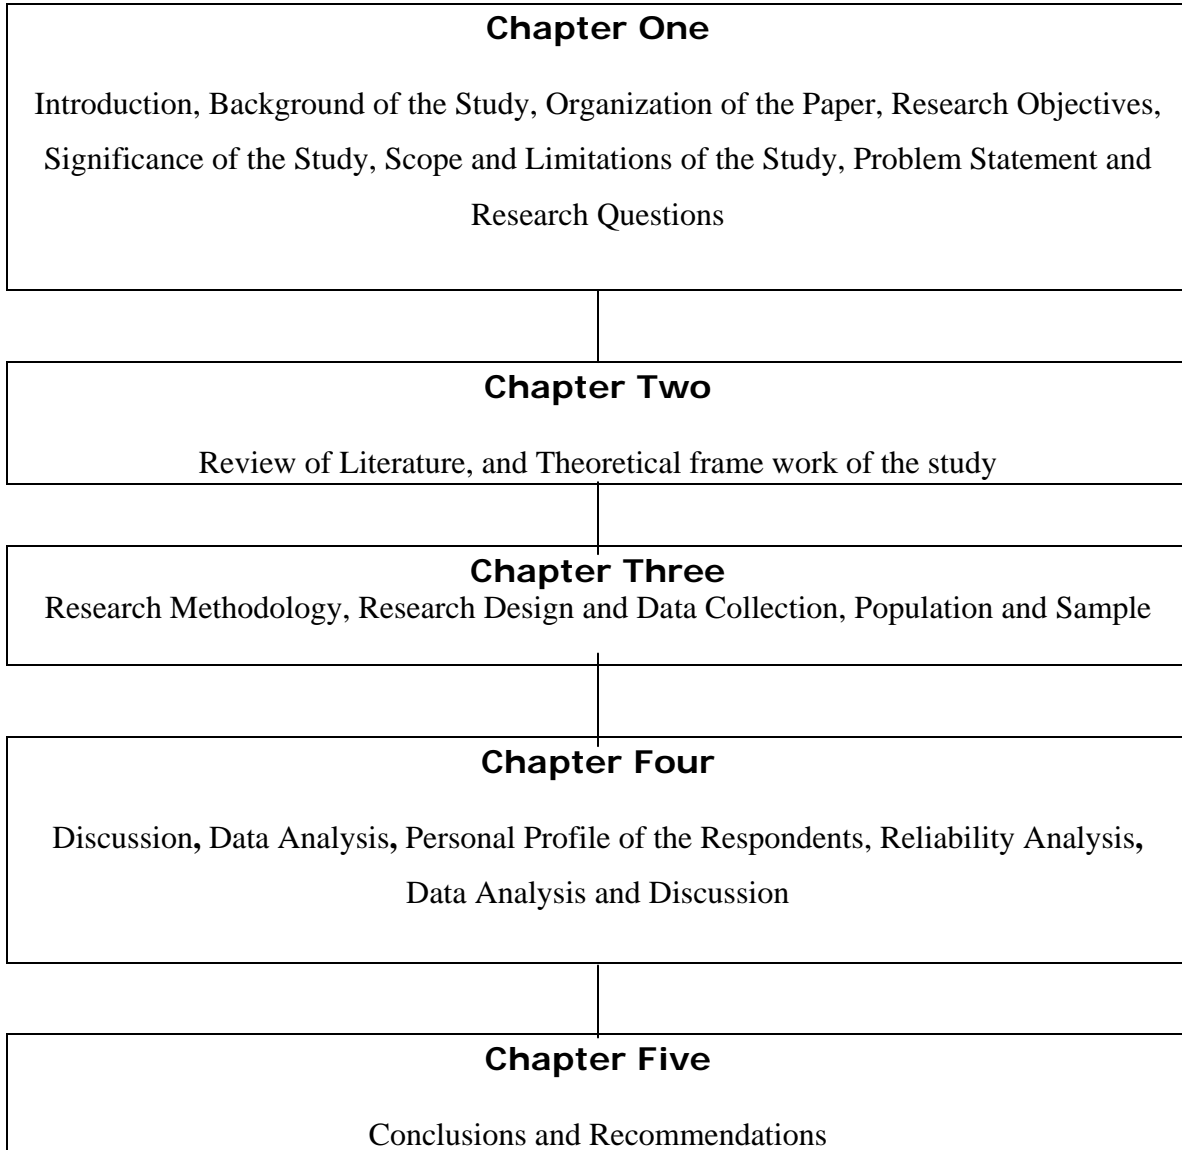 Chapter One
Introduction, Background of the Study, Organization of the Paper, Research Objectives,
Significance of the Study, Scope and Limitations of the Study, Problem Statement and
Research Questions
Chapter Two
Review of Literature, and Theoretical frame work of the study
Chapter Three
Research Methodology, Research Design and Data Collection, Population and Sample
Chapter Four
Discussion, Data Analysis, Personal Profile of the Respondents, Reliability Analysis,
Data Analysis and Discussion
Chapter Five
Conclusions and Recommendations